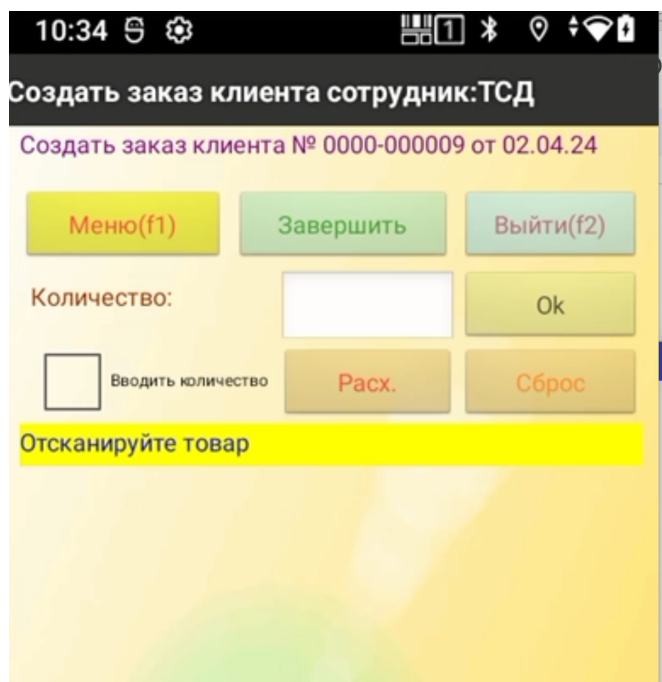 10:34
1
Создать заказ клиента сотрудник:ТСД
Создать заказ клиента № 0000-000009 от 02.04.24
Меню(f1) Завершить Выйти(f2)
Количество: Ok
Вводить количество Расх. Сброс
Отсканируйте товар